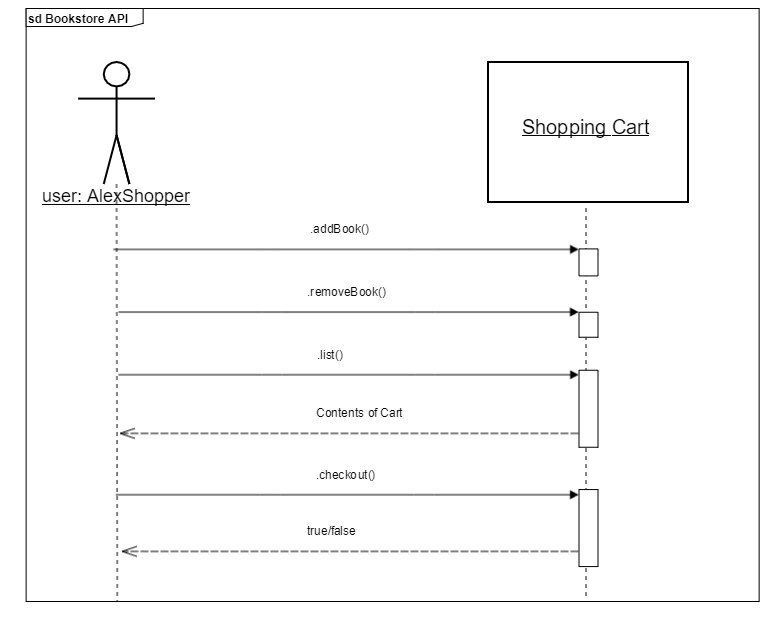 sd Bookstore API
Shopping Cart
user: AlexShopper
.addBook()
.removeBook()
.list()
Contents of Cart
.checkout()
true/false